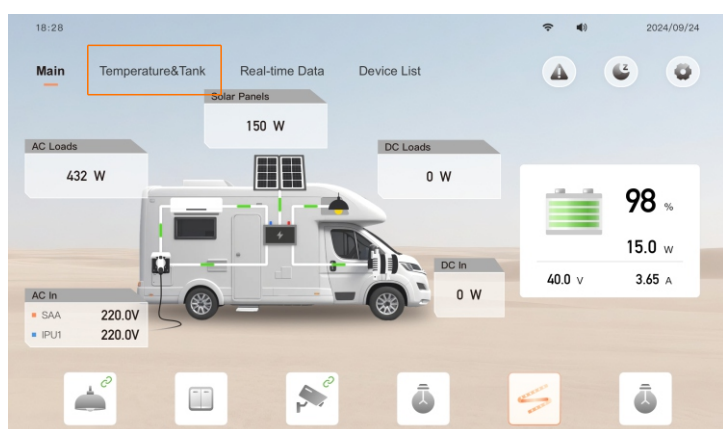 18:28
2024/09/24
Main
Temperature&Tank
Real-time Data
Device List
Z
Solar Panels
150 W
AC Loads
432 W
DC Loads
0 W
98 %
15.0 w
40.0 v
3.65 A
DC In
0 W
AC In
SAA 220.0V
IPU1 220.0V